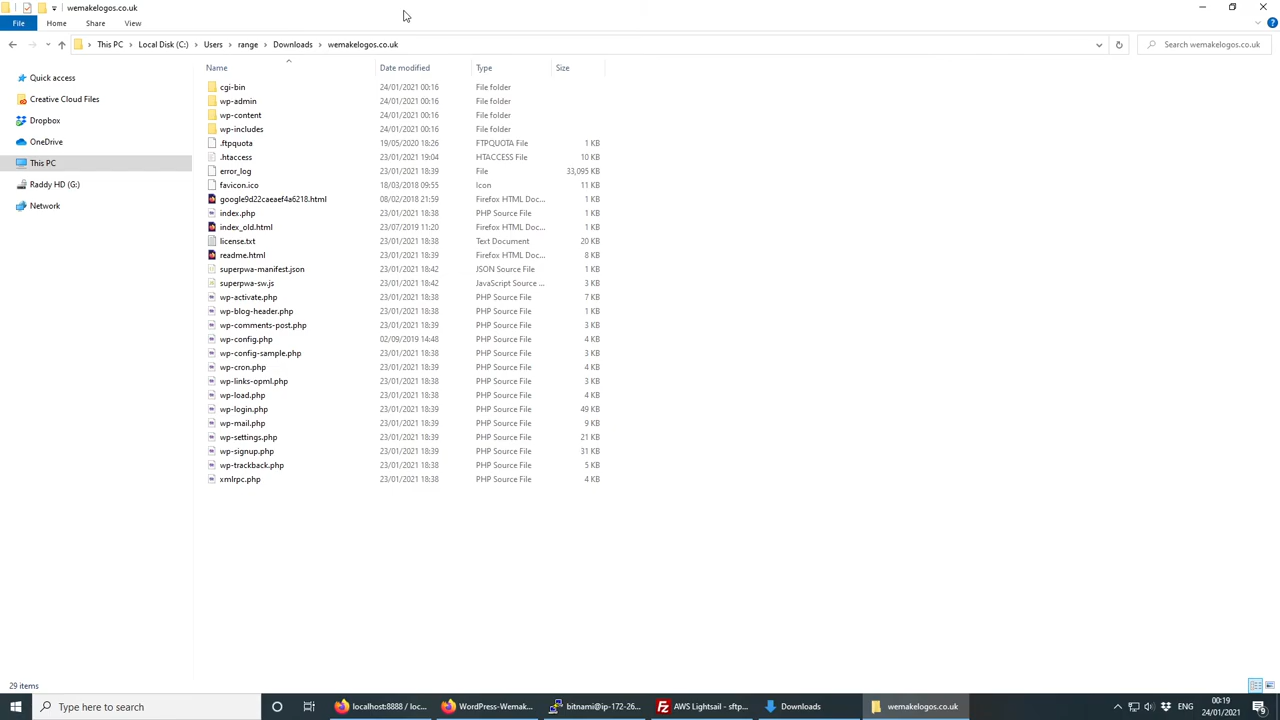 wemakelogos.co.uk
File Home Share View
This PC Local Disk (C:) Users range Downloads wemakelogos.co.uk
Search wemakelogos.co.uk
Name Date modified Type Size
Quick access
Creative Cloud Files
Dropbox
OneDrive
This PC
Raddy HD (G:)
Network
cgi-bin 24/01/2021 00:16 File folder
wp-admin 24/01/2021 00:16 File folder
wp-content 24/01/2021 00:16 File folder
wp-includes 24/01/2021 00:16 File folder
.ftpquota 19/05/2020 18:26 FTPQUOTA File 1 KB
.htaccess 23/01/2021 19:04 HTACCESS File 10 KB
error_log 23/01/2021 18:39 File 33,095 KB
favicon.ico 18/03/2018 09:55 Icon 11 KB
google9d22caeaef4a6218.html 08/02/2018 21:59 Firefox HTML Doc... 1 KB
index.php 23/01/2021 18:38 PHP Source File 1 KB
index_old.html 23/07/2019 11:20 Firefox HTML Doc... 1 KB
license.txt 23/01/2021 18:38 Text Document 20 KB
readme.html 23/01/2021 18:38 Firefox HTML Doc... 8 KB
superpwa-manifest.json 23/01/2021 18:42 JSON Source File 1 KB
superpwa-sw.js 23/01/2021 18:42 JavaScript Source ... 3 KB
wp-activate.php 23/01/2021 18:38 PHP Source File 7 KB
wp-blog-header.php 23/01/2021 18:38 PHP Source File 1 KB
wp-comments-post.php 23/01/2021 18:39 PHP Source File 3 KB
wp-config.php 02/09/2019 14:48 PHP Source File 4 KB
wp-config-sample.php 23/01/2021 18:38 PHP Source File 3 KB
wp-cron.php 23/01/2021 18:39 PHP Source File 4 KB
wp-links-opml.php 23/01/2021 18:38 PHP Source File 3 KB
wp-load.php 23/01/2021 18:38 PHP Source File 4 KB
wp-login.php 23/01/2021 18:39 PHP Source File 49 KB
wp-mail.php 23/01/2021 18:39 PHP Source File 9 KB
wp-settings.php 23/01/2021 18:39 PHP Source File 21 KB
wp-signup.php 23/01/2021 18:39 PHP Source File 31 KB
wp-trackback.php 23/01/2021 18:38 PHP Source File 5 KB
xmlrpc.php 23/01/2021 18:38 PHP Source File 4 KB
29 items
Type here to search
localhost:8888 / loc...
WordPress-Wemak...
bitnami@ip-172-26...
AWS Lightsail - sftp...
Downloads
wemakelogos.co.uk
ENG
00:19
24/01/2021
9